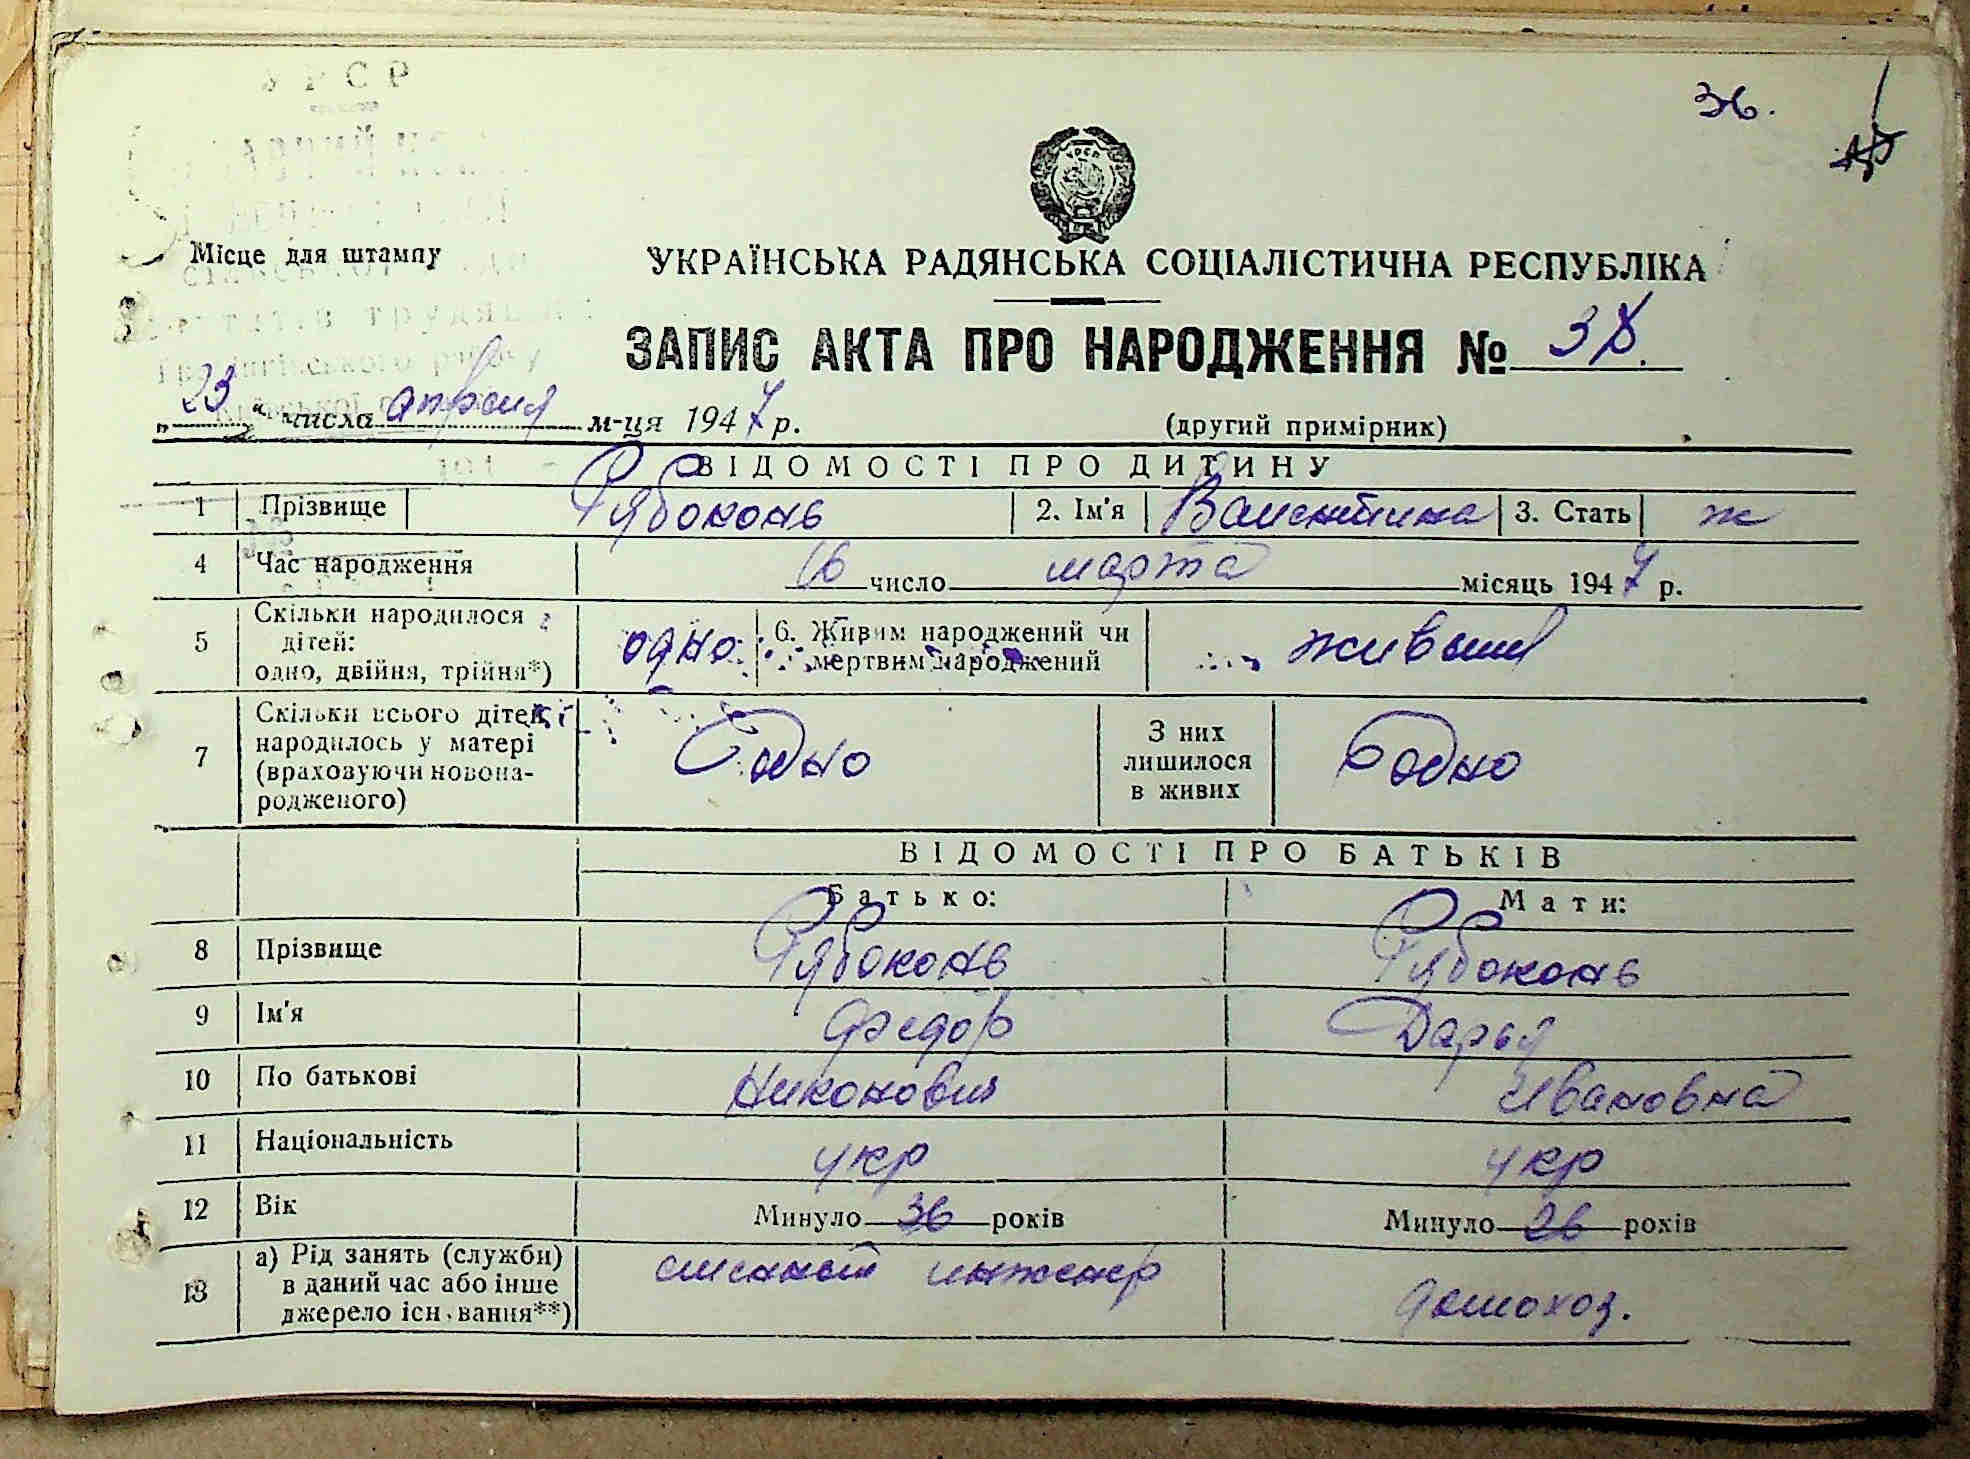 УРСР
36.
Місце для штампу
УКРАЇНСЬКА РАДЯНСЬКА СОЦІАЛІСТИЧНА РЕСПУБЛІКА
ЗАПИС АКТА ПРО НАРОДЖЕННЯ № 38.
„23“ числа апреля м-ця 1947 р. (другий примірник)
ВІДОМОСТІ ПРО ДИТИНУ
1 Прізвище Рябоконь 2. Ім'я Валентина 3. Стать ж
4 Час народження 16 число марта місяць 1947 р.
5 Скільки народилося дітей: одно, двійня, трійня*) одно 6. Живим народжений чи мертвим народжений живым
7 Скільки всього дітей народилось у матері (враховуючи новонародженого) одно З них лишилося в живих одно
ВІДОМОСТІ ПРО БАТЬКІВ
Батько: Мати:
8 Прізвище Рябоконь Рябоконь
9 Ім'я Федор Дарья
10 По батькові Никонович Ивановна
11 Національність укр укр
12 Вік Минуло 36 років Минуло 26 років
13 а) Рід занять (служби) в даний час або інше джерело існування**) инженер домохоз.